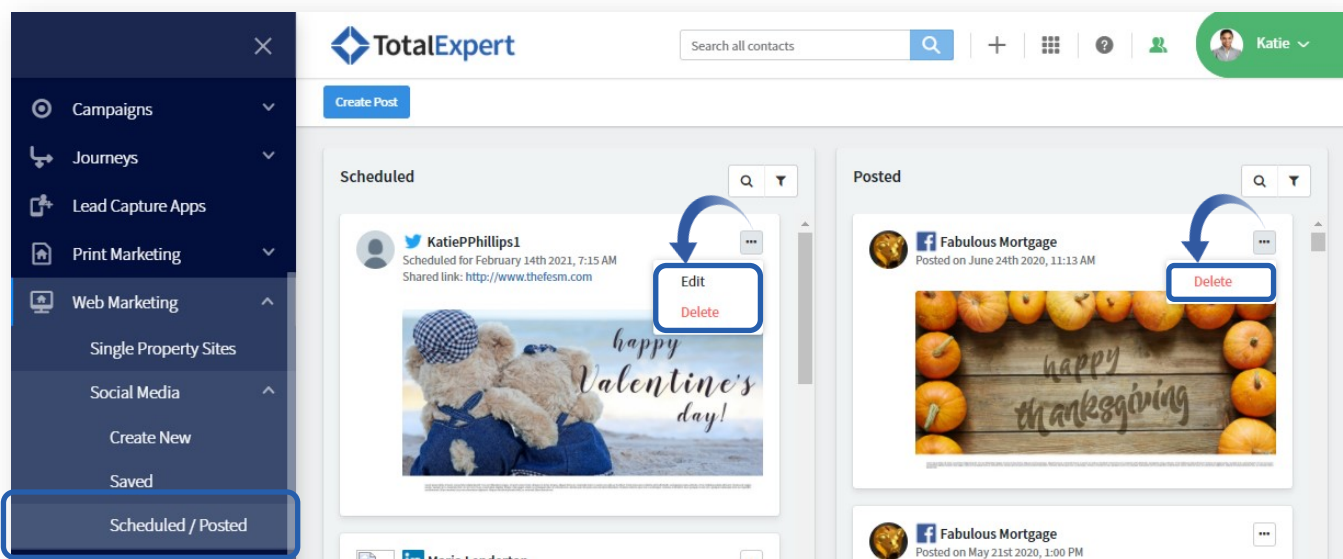 TotalExpert
Search all contacts
Katie
Campaigns
Journeys
Lead Capture Apps
Print Marketing
Web Marketing
Single Property Sites
Social Media
Create New
Saved
Scheduled / Posted
Create Post
Scheduled
KatiePPhillips1
Scheduled for February 14th 2021, 7:15 AM
Shared link: http://www.thefesm.com
Edit
Delete
happy
Valentine's
day!
Posted
Fabulous Mortgage
Posted on June 24th 2020, 11:13 AM
Delete
happy
thanksgiving
Fabulous Mortgage
Posted on May 21st 2020, 1:00 PM